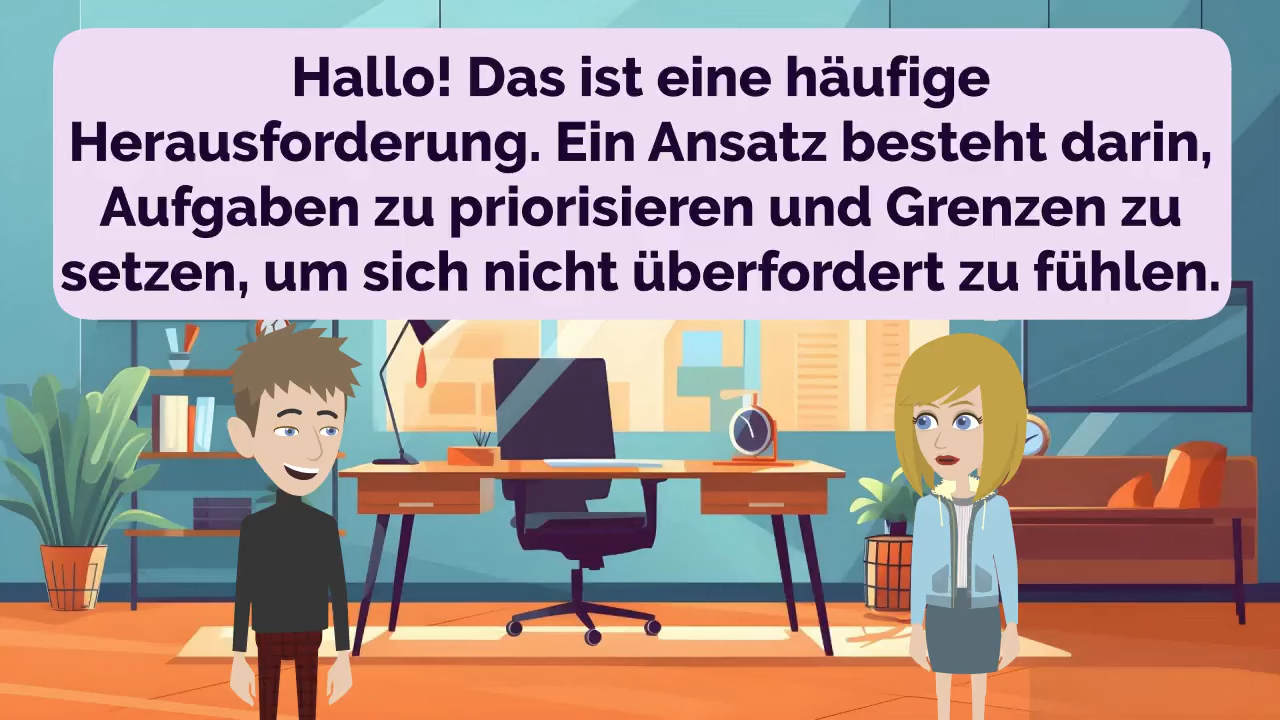 Hallo! Das ist eine häufige
Herausforderung. Ein Ansatz besteht darin,
Aufgaben zu priorisieren und Grenzen zu
setzen, um sich nicht überfordert zu fühlen.